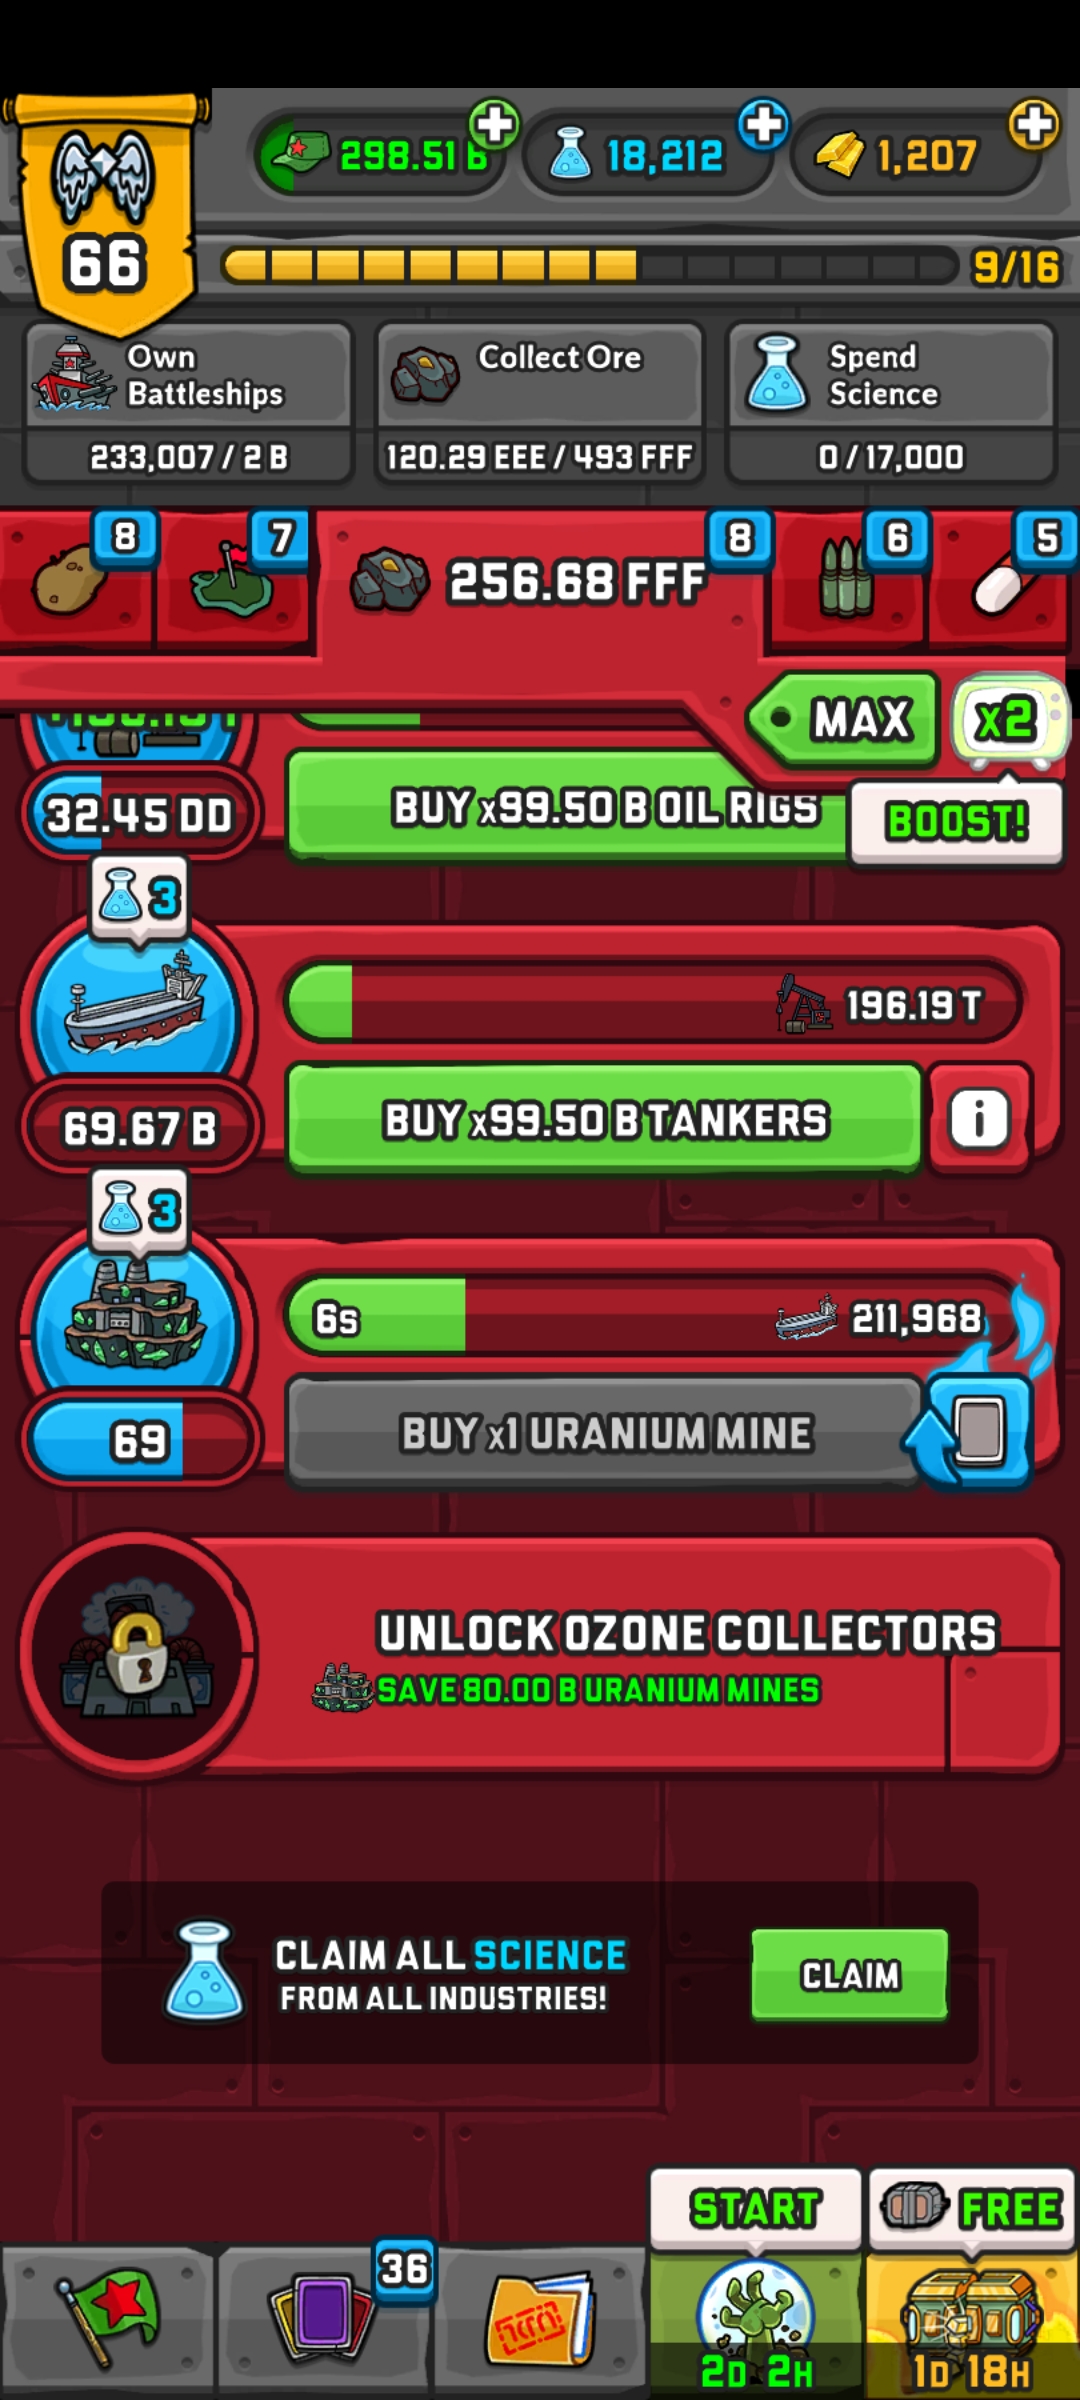 298.51 B
18,212
1,207
66
9/16
Own
Battleships
233,007 / 2 B
Collect Ore
120.29 EEE / 493 FFF
Spend
Science
0 / 17,000
8
7
256.68 FFF
8
6
5
MAX
x2
BOOST!
32.45 DD
BUY x99.50 B OIL RIGS
3
196.19 T
69.67 B
BUY x99.50 B TANKERS
i
3
6s
211,968
69
BUY x1 URANIUM MINE
UNLOCK OZONE COLLECTORS
SAVE 80.00 B URANIUM MINES
CLAIM ALL SCIENCE
FROM ALL INDUSTRIES!
CLAIM
START
FREE
36
2D 2H
1D 18H